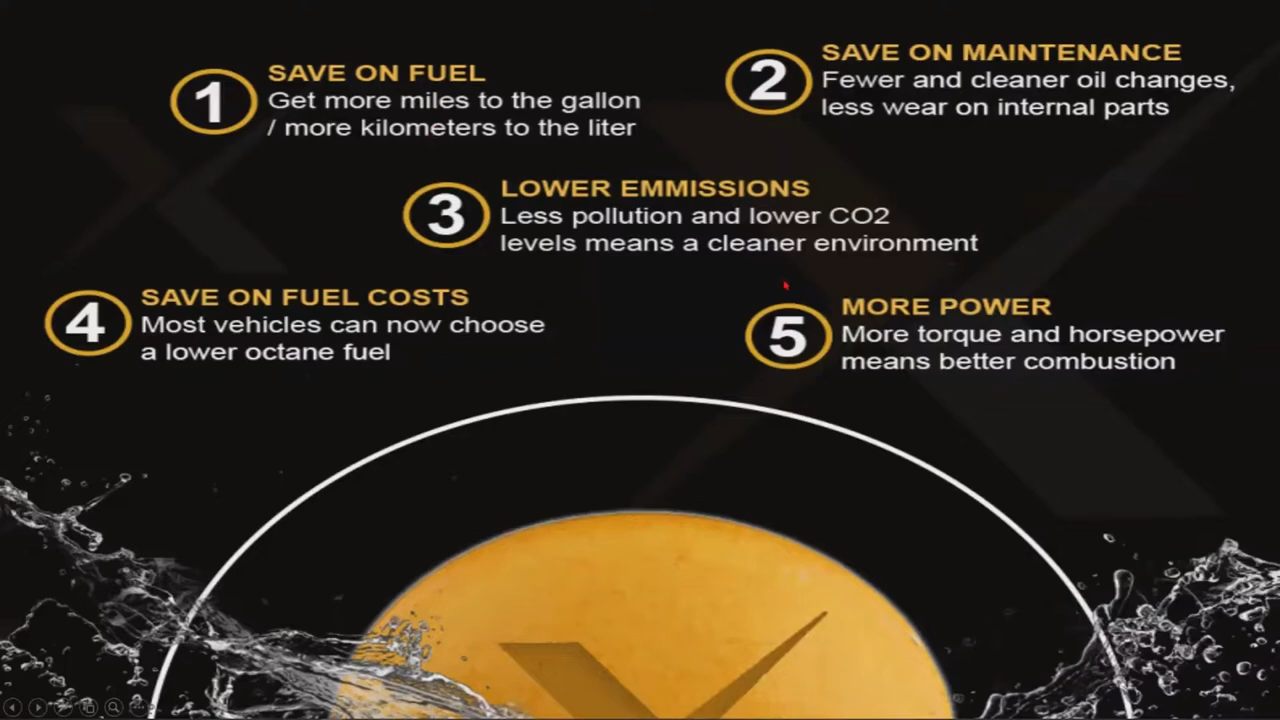 1
SAVE ON FUEL
Get more miles to the gallon
/ more kilometers to the liter
2
SAVE ON MAINTENANCE
Fewer and cleaner oil changes,
less wear on internal parts
3
LOWER EMMISSIONS
Less pollution and lower CO2
levels means a cleaner environment
4
SAVE ON FUEL COSTS
Most vehicles can now choose
a lower octane fuel
5
MORE POWER
More torque and horsepower
means better combustion